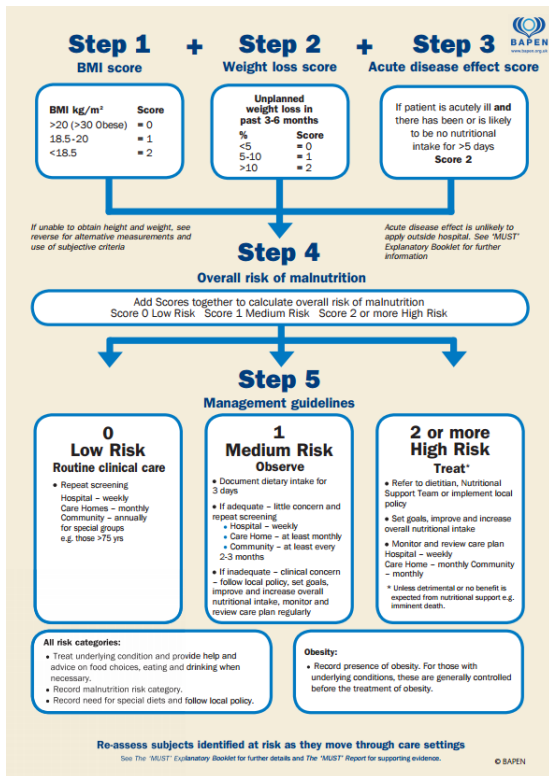 Step 1 + Step 2 + Step 3
BAPEN
www.bapen.org.uk
BMI score
Weight loss score
Acute disease effect score
BMI kg/m² Score
>20 (>30 Obese) = 0
18.5-20 = 1
<18.5 = 2
Unplanned
weight loss in
past 3-6 months
% Score
<5 = 0
5-10 = 1
>10 = 2
If patient is acutely ill and
there has been or is likely
to be no nutritional
intake for >5 days
Score 2
If unable to obtain height and weight, see
reverse for alternative measurements and
use of subjective criteria
Acute disease effect is unlikely to
apply outside hospital. See 'MUST'
Explanatory Booklet for further
information
Step 4
Overall risk of malnutrition
Add Scores together to calculate overall risk of malnutrition
Score 0 Low Risk Score 1 Medium Risk Score 2 or more High Risk
Step 5
Management guidelines
0
Low Risk
Routine clinical care
• Repeat screening
Hospital – weekly
Care Homes – monthly
Community – annually
for special groups
e.g. those >75 yrs
1
Medium Risk
Observe
• Document dietary intake for
3 days
• If adequate – little concern and
repeat screening
• Hospital – weekly
• Care Home – at least monthly
• Community – at least every
2-3 months
• If inadequate – clinical concern
– follow local policy, set goals,
improve and increase overall
nutritional intake, monitor and
review care plan regularly
2 or more
High Risk
Treat*
• Refer to dietitian, Nutritional
Support Team or implement local
policy
• Set goals, improve and increase
overall nutritional intake
• Monitor and review care plan
Hospital – weekly
Care Home – monthly Community
– monthly
* Unless detrimental or no benefit is
expected from nutritional support e.g.
imminent death.
All risk categories:
• Treat underlying condition and provide help and
advice on food choices, eating and drinking when
necessary.
• Record malnutrition risk category.
• Record need for special diets and follow local policy.
Obesity:
• Record presence of obesity. For those with
underlying conditions, these are generally controlled
before the treatment of obesity.
Re-assess subjects identified at risk as they move through care settings
See The 'MUST' Explanatory Booklet for further details and The 'MUST' Report for supporting evidence.
© BAPEN